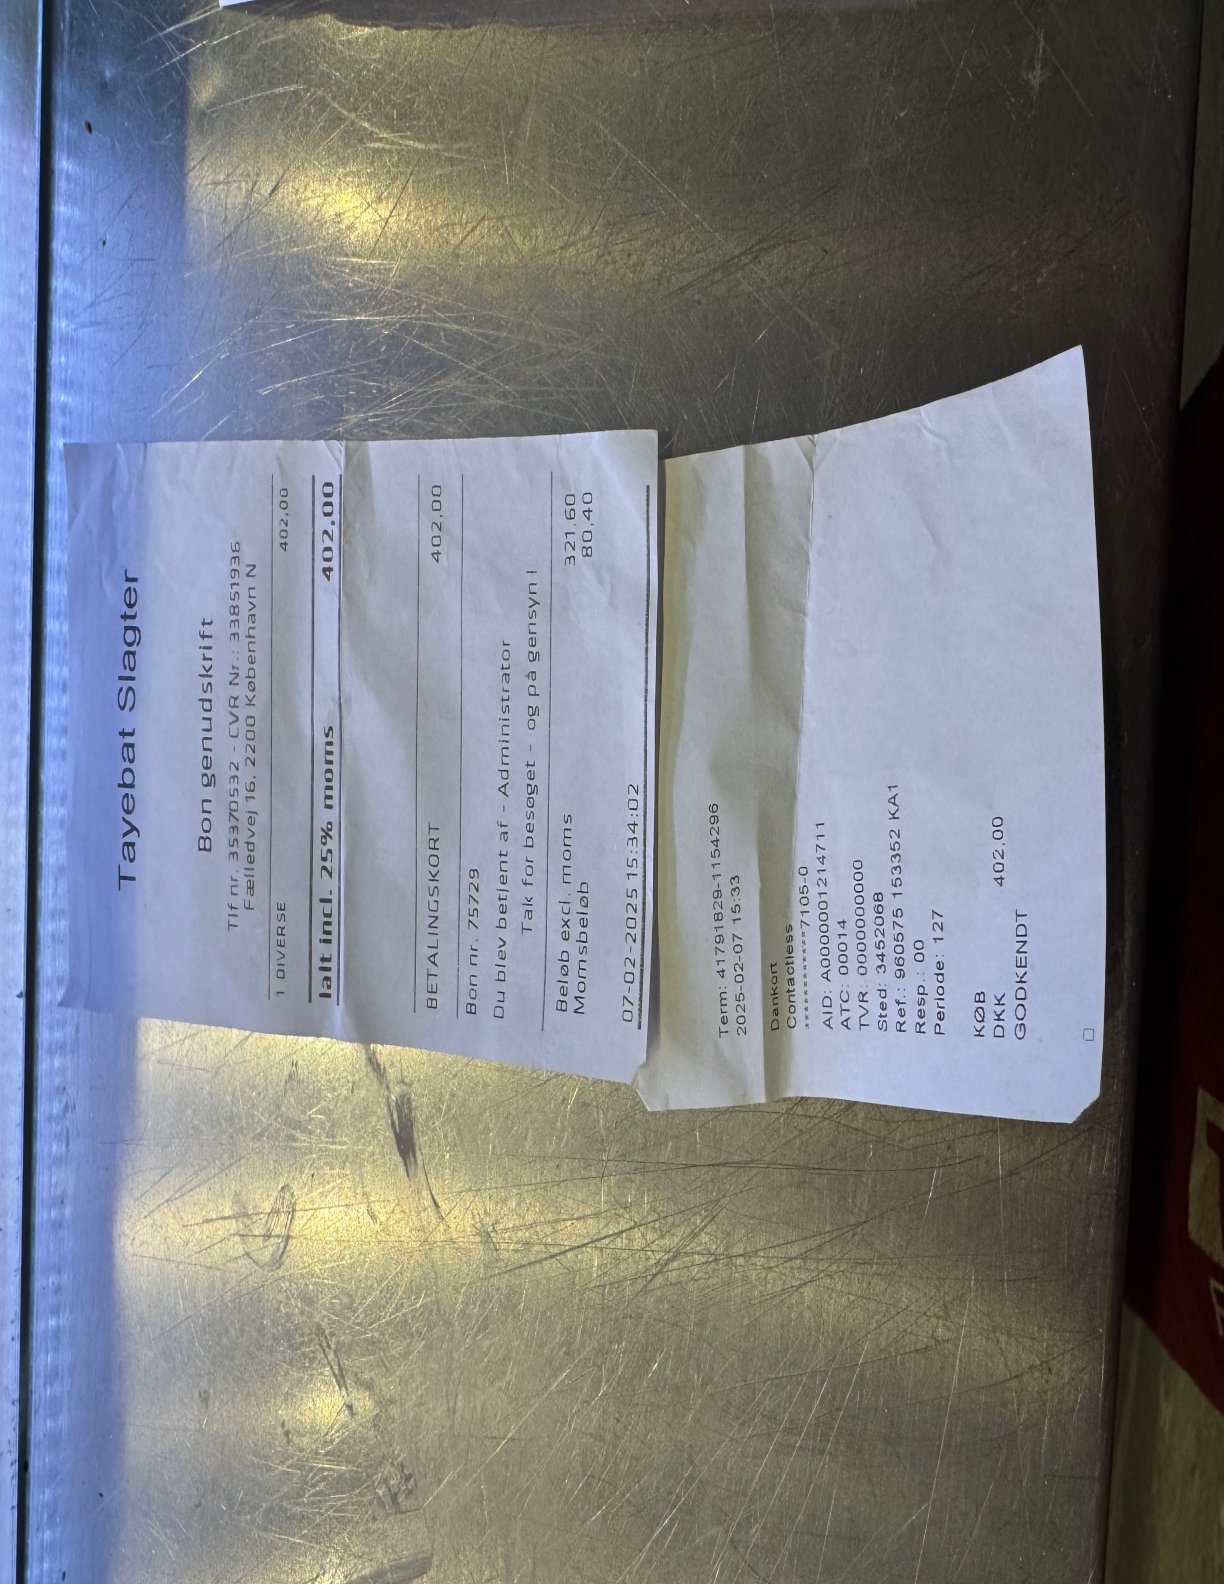 Tayebat Slagter
Bon genudskrift
Tlf nr. 35370532 - CVR Nr.: 33851936
Fælledvej 16, 2200 København N
1 DIVERSE 402,00
Ialt incl. 25% moms 402,00
BETALINGSKORT 402,00
Bon nr. 75729
Du blev betjent af - Administrator
Tak for besøget - og på gensyn !
Beløb excl. moms 321,60
Momsbeløb 80,40
07-02-2025 15:34:02
Term: 41791829-1154296
2025-02-07 15:33
Dankort
Contactless
************7105-0
AID: A0000001214711
ATC: 00014
TVR: 0000000000
Sted: 3452068
Ref.: 960575 153352 KA1
Resp.: 00
Periode: 127
KØB
DKK 402,00
GODKENDT